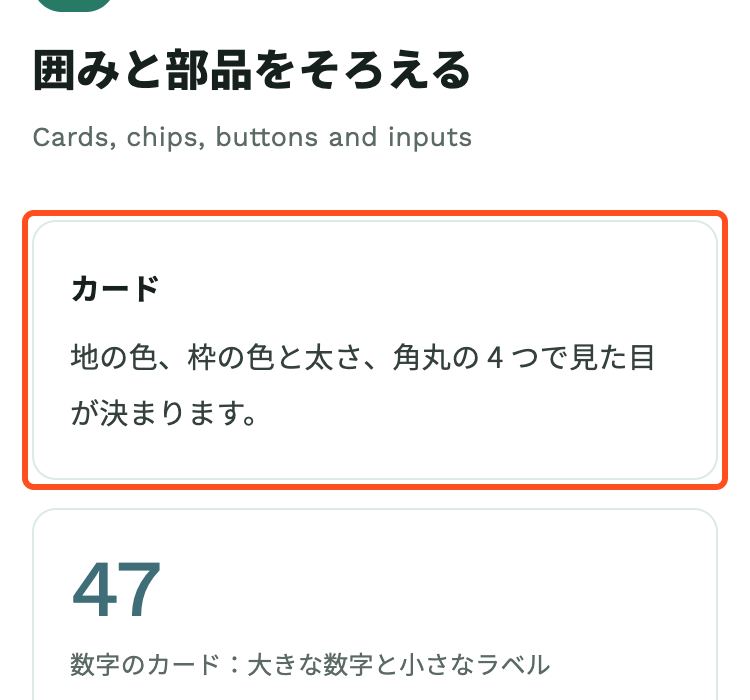 囲みと部品をそろえる
Cards, chips, buttons and inputs
カード
地の色、枠の色と太さ、角丸の 4 つで見た目
が決まります。
47
数字のカード：大きな数字と小さなラベル